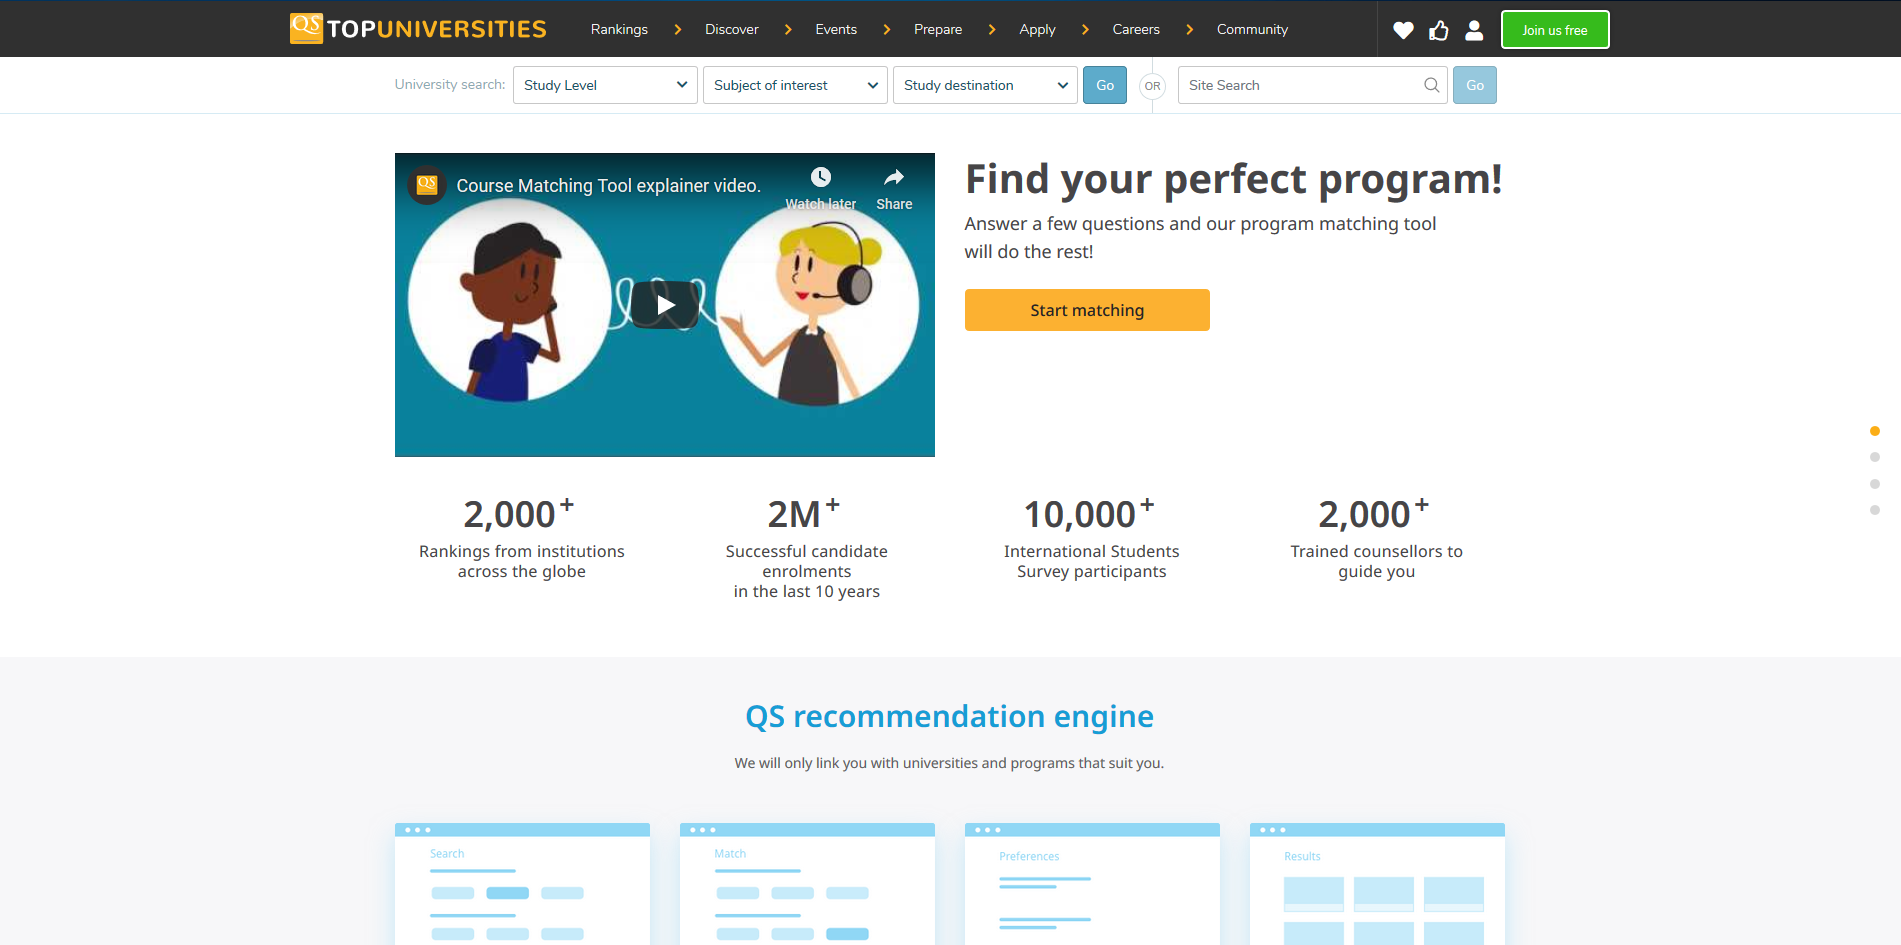 QS TOPUNIVERSITIES
Rankings
Discover
Events
Prepare
Apply
Careers
Community
Join us free
University search:
Study Level
Subject of interest
Study destination
Go
OR
Site Search
Go
QS
Course Matching Tool explainer video.
Watch later
Share
Find your perfect program!
Answer a few questions and our program matching tool
will do the rest!
Start matching
2,000+
Rankings from institutions
across the globe
2M+
Successful candidate
enrolments
in the last 10 years
10,000+
International Students
Survey participants
2,000+
Trained counsellors to
guide you
QS recommendation engine
We will only link you with universities and programs that suit you.
Search
Match
Preferences
Results